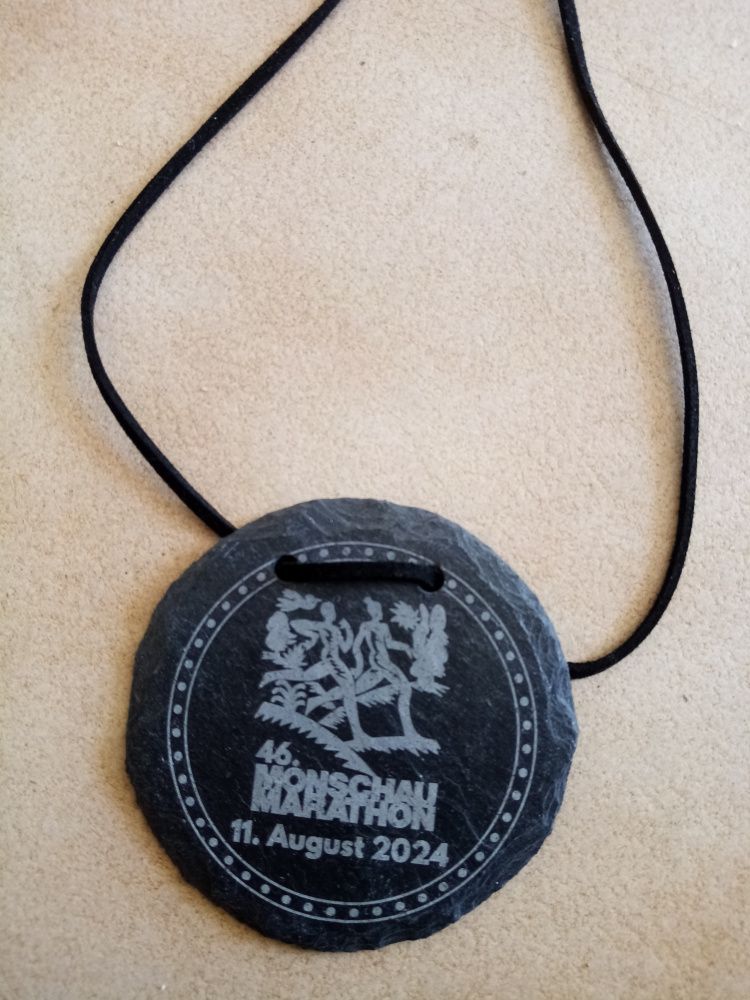 46.
MONSCHAU
MARATHON
11. August 2024